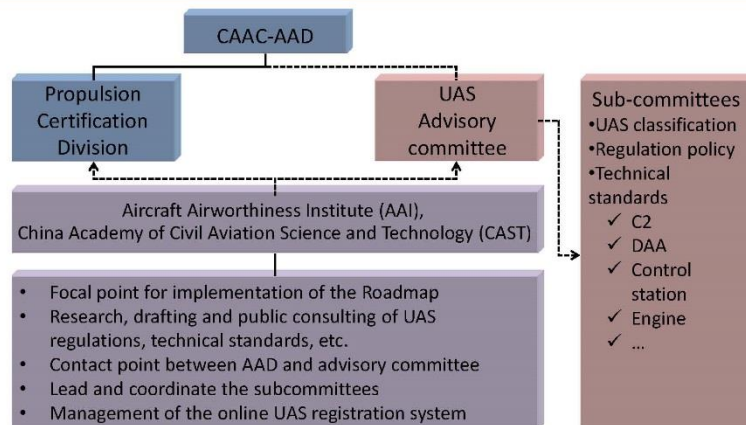 CAAC-AAD
Propulsion
Certification
Division
UAS
Advisory
committee
Sub-committees
•UAS classification
•Regulation policy
•Technical
standards
✓ C2
✓ DAA
✓ Control
station
✓ Engine
✓ ...
Aircraft Airworthiness Institute (AAI),
China Academy of Civil Aviation Science and Technology (CAST)
• Focal point for implementation of the Roadmap
• Research, drafting and public consulting of UAS
regulations, technical standards, etc.
• Contact point between AAD and advisory committee
• Lead and coordinate the subcommittees
• Management of the online UAS registration system